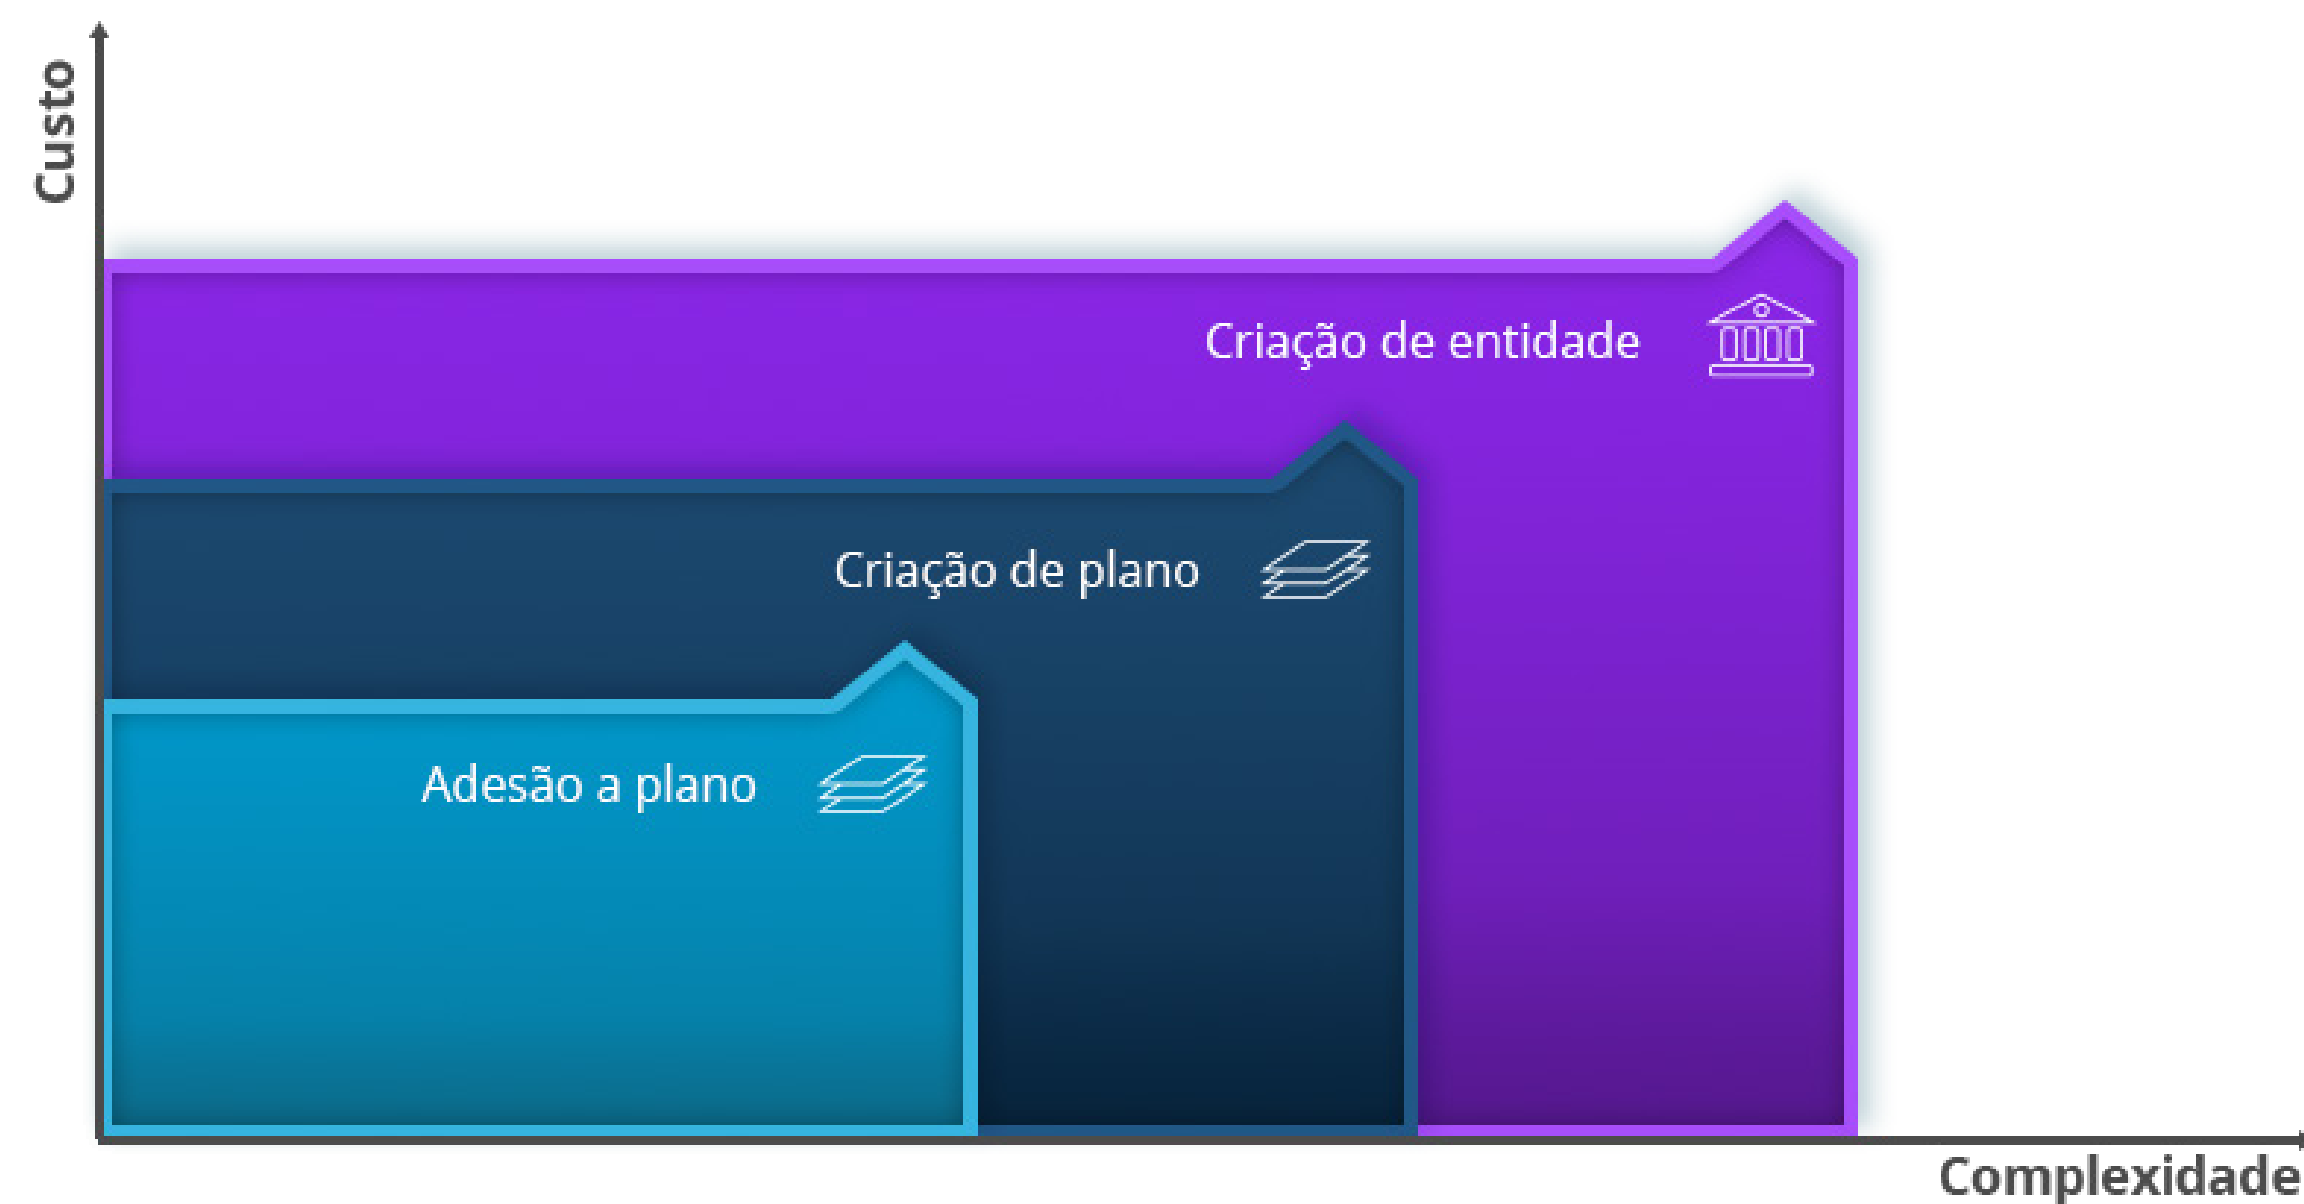 Custo
Criação de entidade
Criação de plano
Adesão a plano
Complexidade